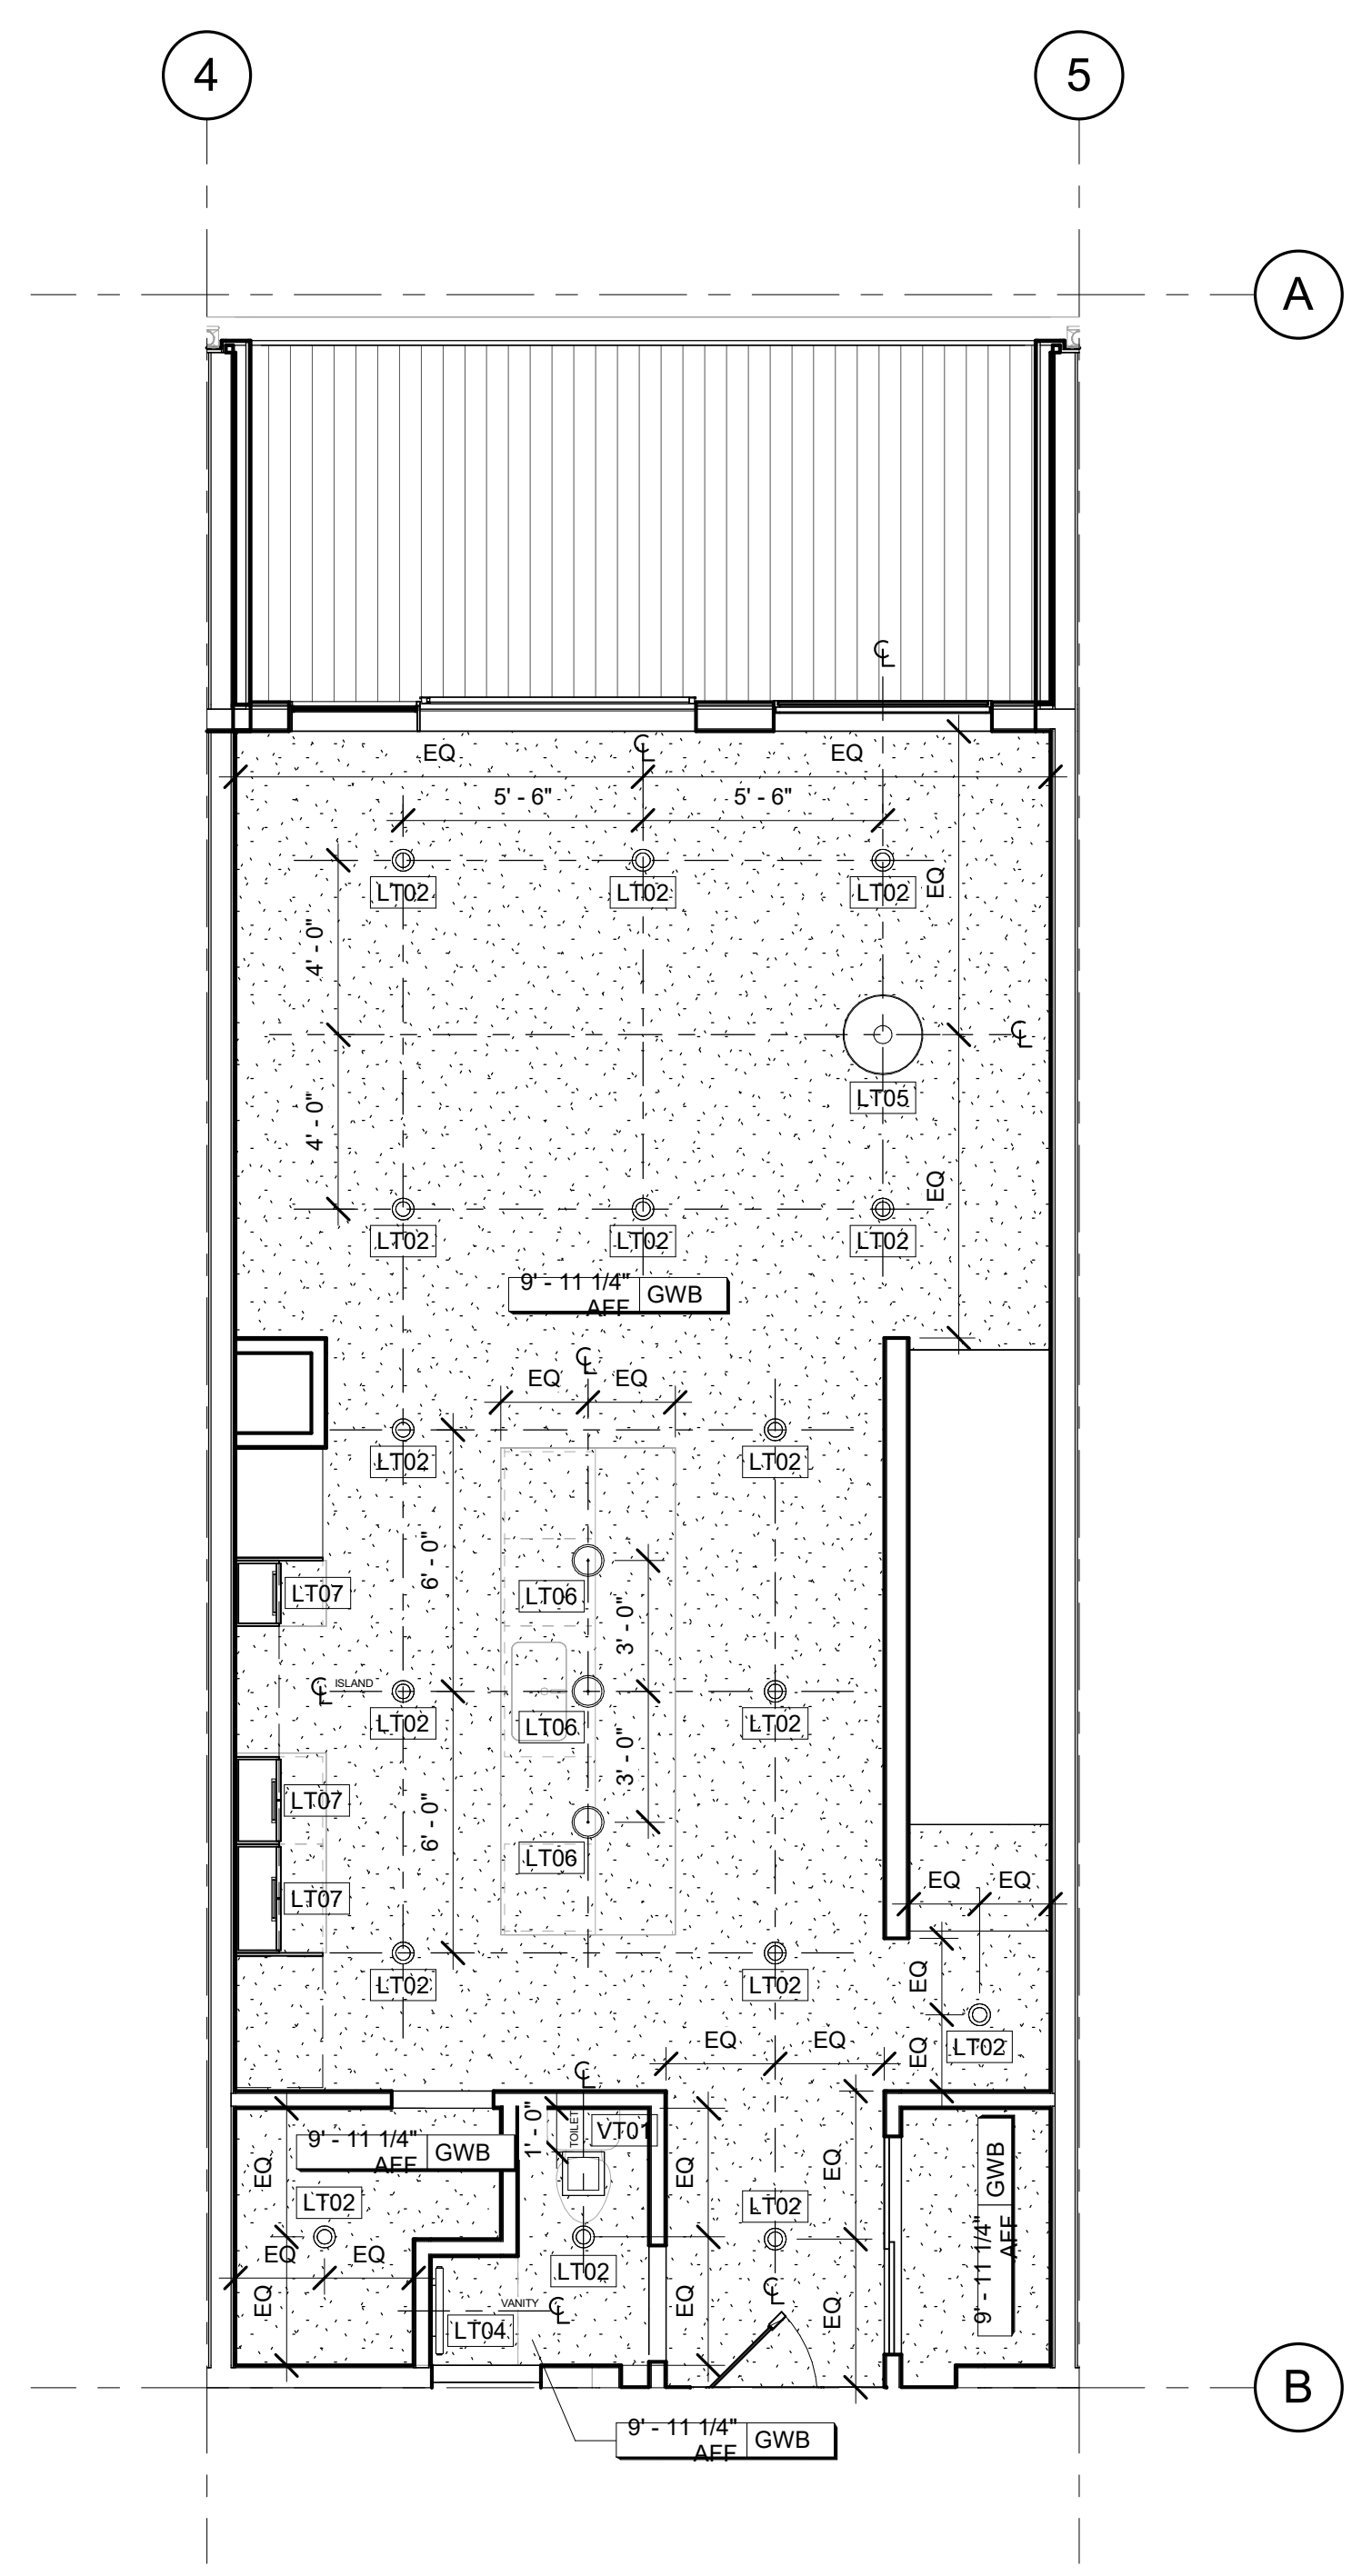 4
5
A
EQ
EQ
5' - 6"
5' - 6"
LT02
LT02
LT02
EQ
4' - 0"
LT05
4' - 0"
EQ
LT02
LT02
LT02
9' - 11 1/4"
AFF
GWB
EQ
EQ
LT02
LT02
6' - 0"
LT07
LT06
3' - 0"
ISLAND
LT02
LT06
LT02
3' - 0"
LT07
6' - 0"
LT06
LT07
EQ
EQ
LT02
LT02
EQ
LT02
EQ
EQ
EQ
1' - 0"
TOILET
VT01
9' - 11 1/4"
AFF
GWB
EQ
EQ
EQ
GWB
9' - 11 1/4"
AFF
LT02
LT02
EQ
EQ
LT02
EQ
EQ
EQ
VANITY
LT04
B
9' - 11 1/4"
AFF
GWB